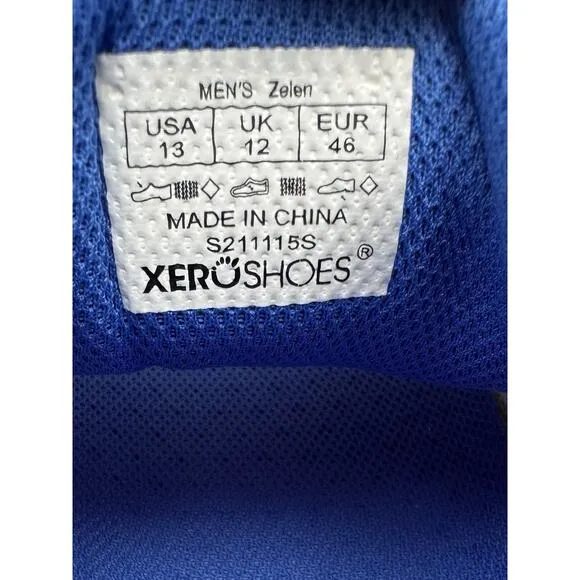 MEN'S Zelen
USA UK EUR
13 12 46
MADE IN CHINA
S211115S
XEROSHOES®